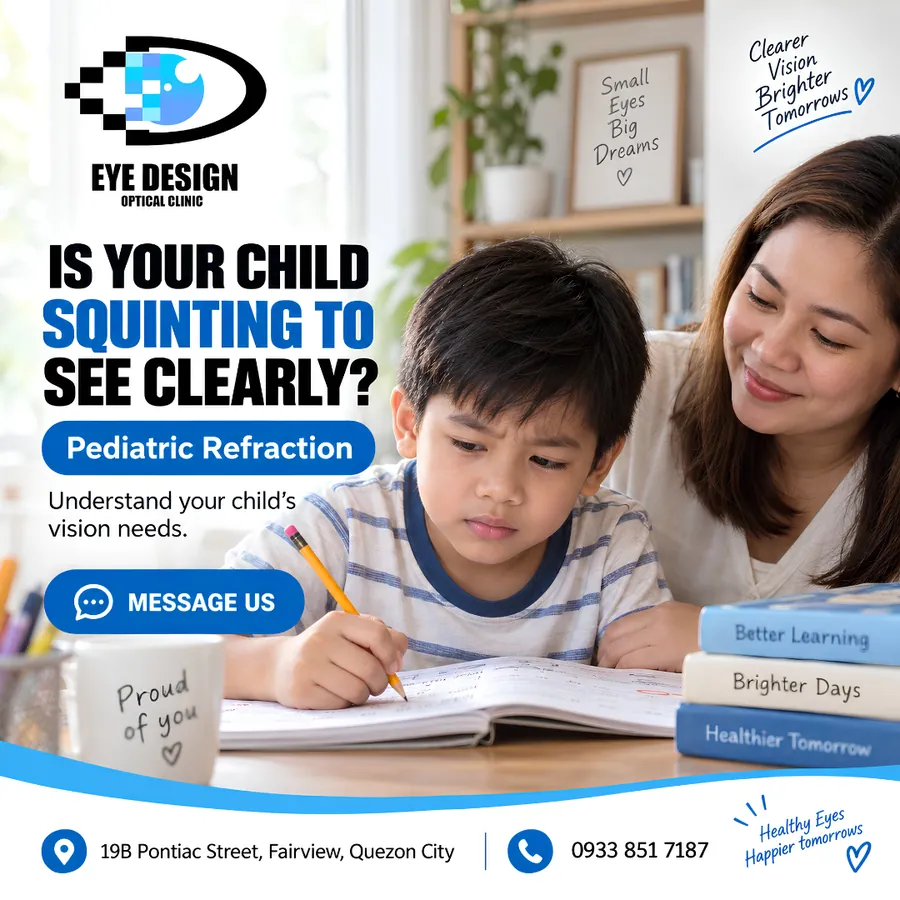 EYE DESIGN
OPTICAL CLINIC
Clearer
Vision
Brighter
Tomorrows
Small
Eyes
Big
Dreams
IS YOUR CHILD
SQUINTING TO
SEE CLEARLY?
Pediatric Refraction
Understand your child's
vision needs.
MESSAGE US
Proud
of you
Better Learning
Brighter Days
Healthier Tomorrow
19B Pontiac Street, Fairview, Quezon City
0933 851 7187
Healthy Eyes
Happier tomorrows